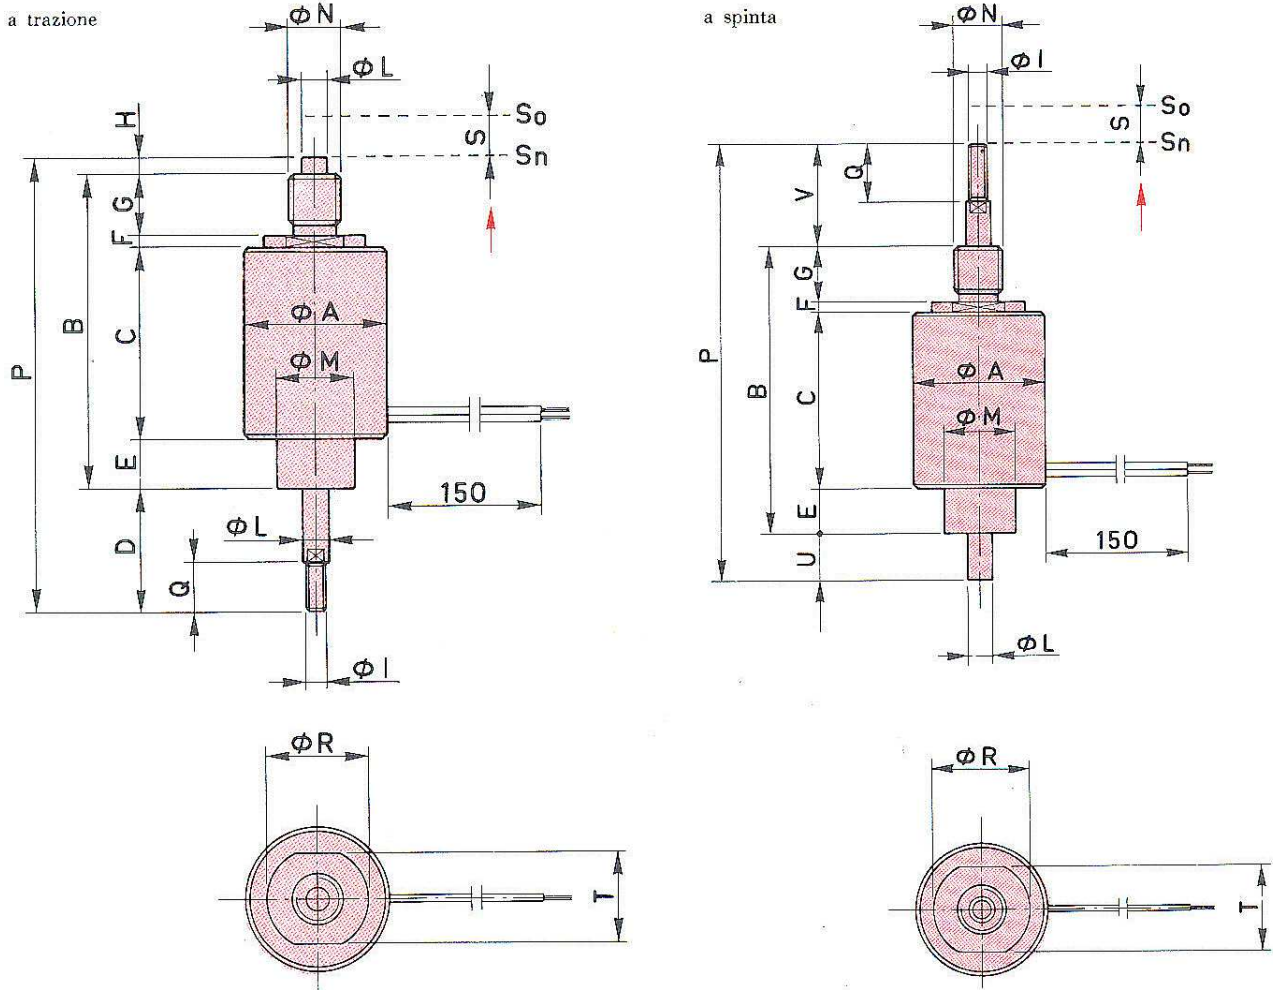 a trazione
ϕN
ϕL
H
So
S
Sn
G
F
ϕA
B
C
P
ϕM
E
150
ϕL
D
Q
ϕI
ϕR
T
a spinta
ϕN
ϕI
So
S
Sn
Q
V
G
F
P
ϕA
B
C
ϕM
E
150
U
ϕL
ϕR
T